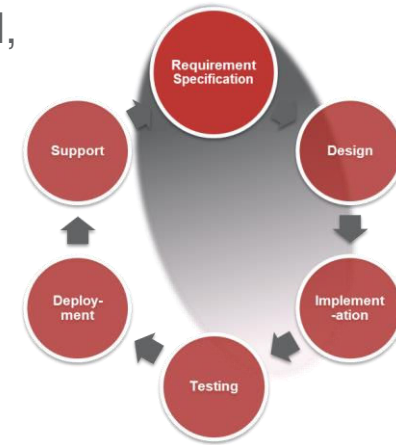 l,
Requirement
Specification
Design
Implement
-ation
Testing
Deploy-
ment
Support